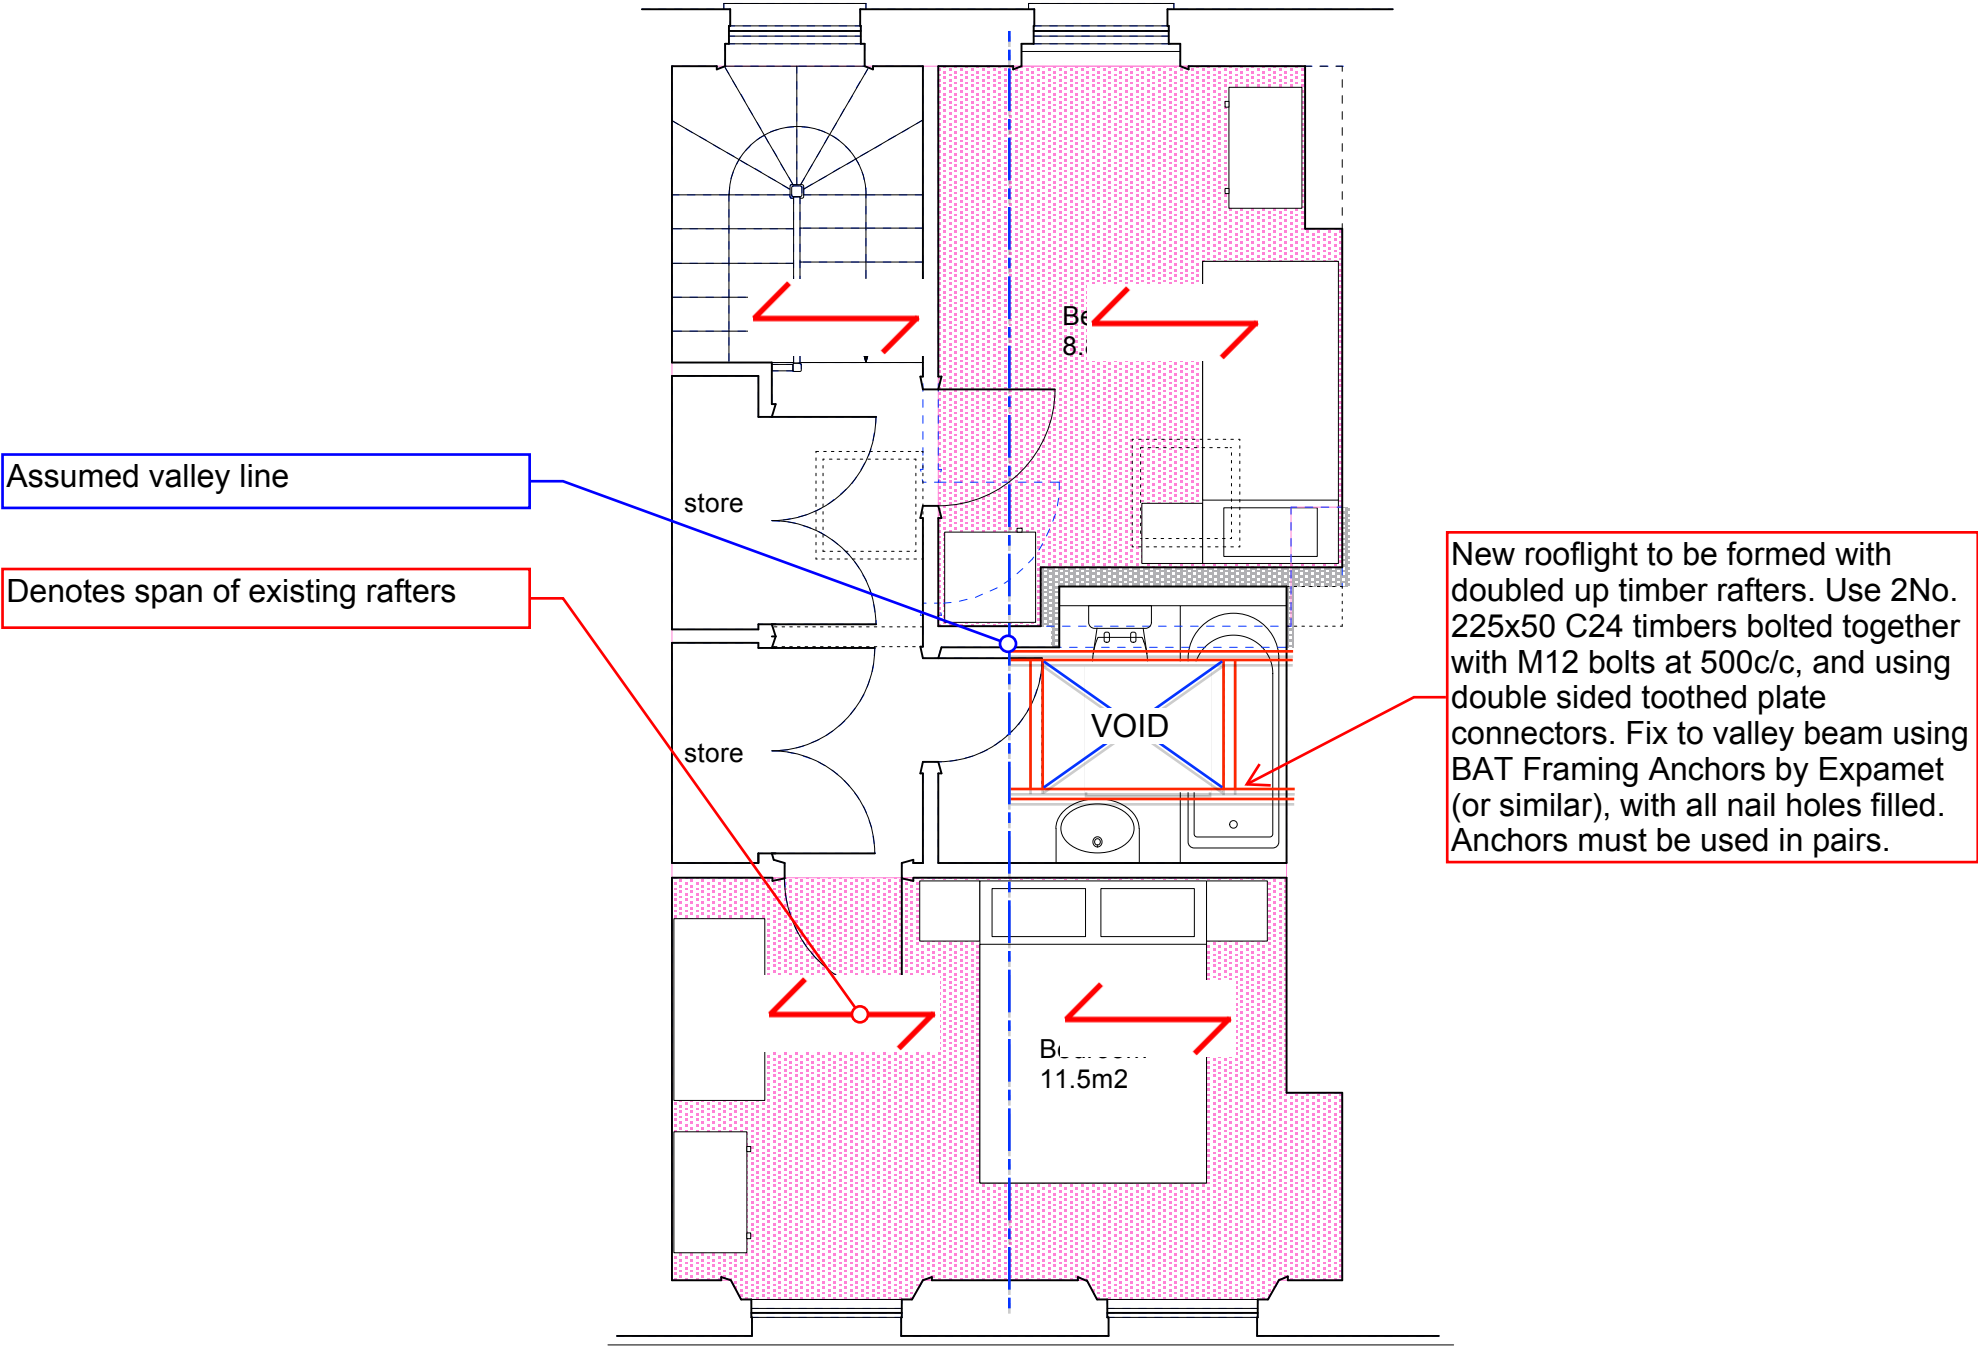 Assumed valley line
Denotes span of existing rafters
store
store
VOID
11.5m2
New rooflight to be formed with
doubled up timber rafters. Use 2No.
225x50 C24 timbers bolted together
with M12 bolts at 500c/c, and using
double sided toothed plate
connectors. Fix to valley beam using
BAT Framing Anchors by Expamet
(or similar), with all nail holes filled.
Anchors must be used in pairs.